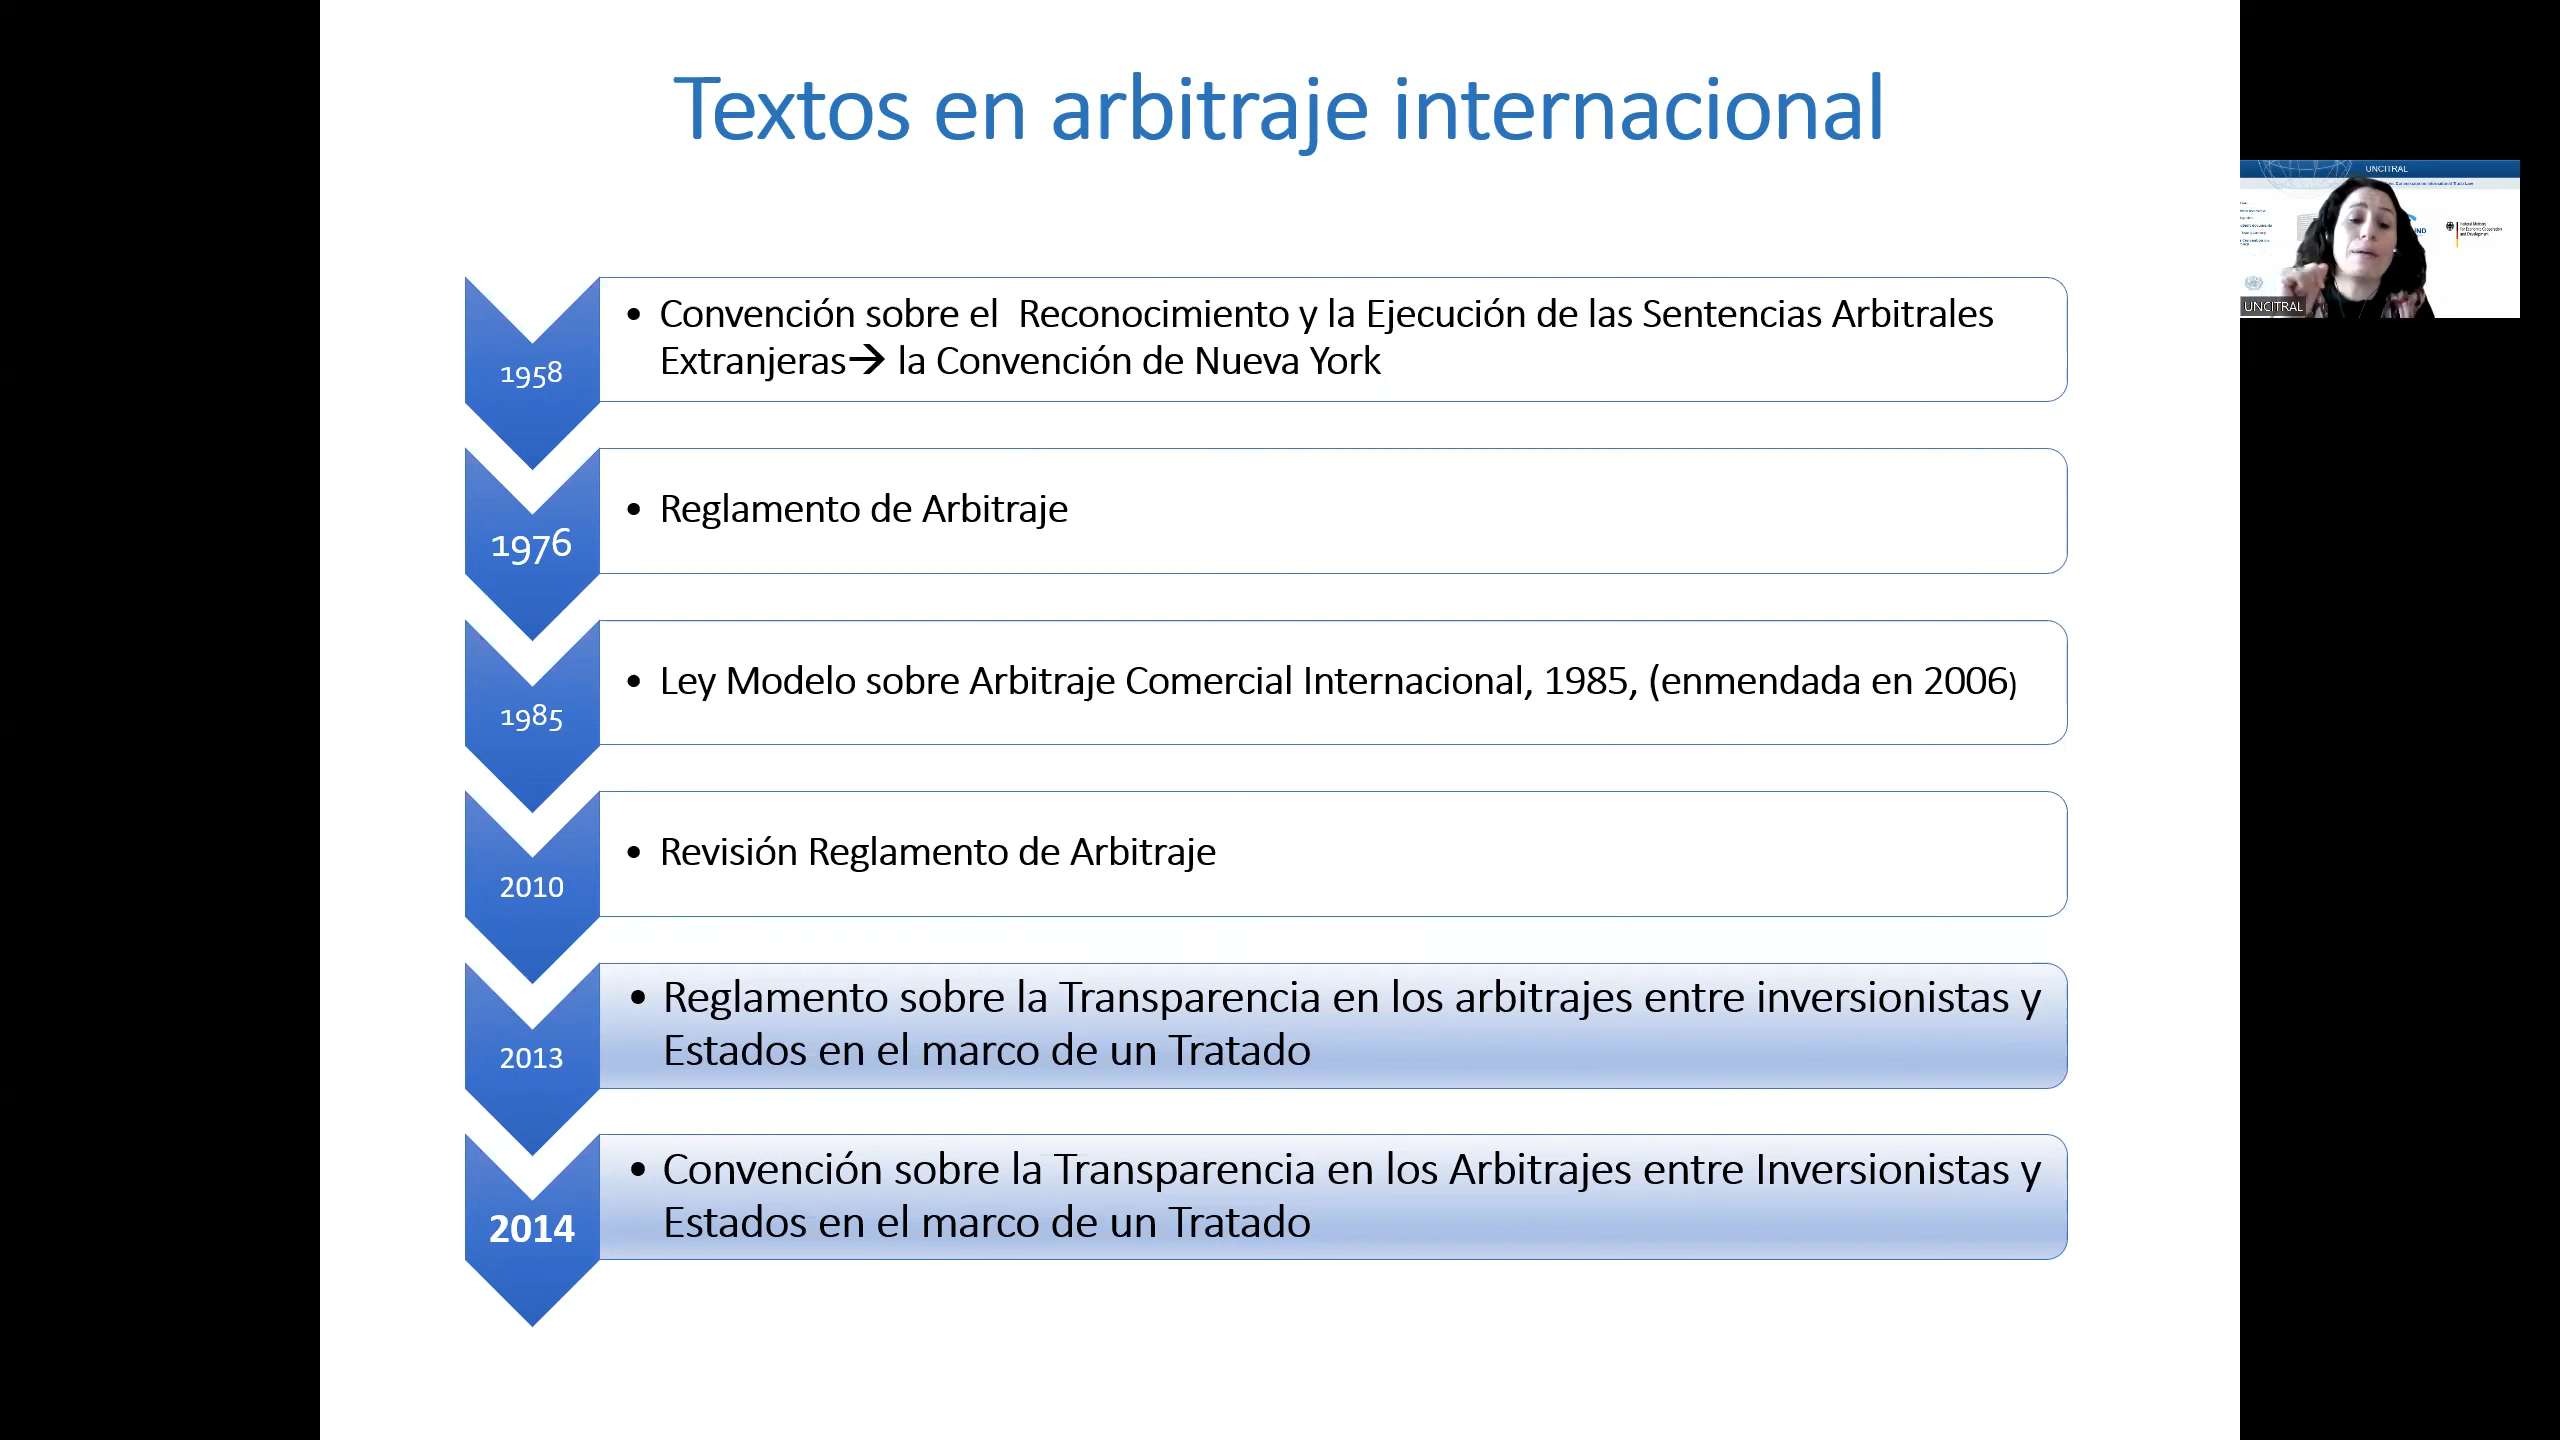 Textos en arbitraje internacional
UNCITRAL
UNCITRAL
1958
• Convención sobre el  Reconocimiento y la Ejecución de las Sentencias Arbitrales
Extranjeras→ la Convención de Nueva York
1976
• Reglamento de Arbitraje
1985
• Ley Modelo sobre Arbitraje Comercial Internacional, 1985, (enmendada en 2006)
2010
• Revisión Reglamento de Arbitraje
2013
• Reglamento sobre la Transparencia en los arbitrajes entre inversionistas y
Estados en el marco de un Tratado
2014
• Convención sobre la Transparencia en los Arbitrajes entre Inversionistas y
Estados en el marco de un Tratado